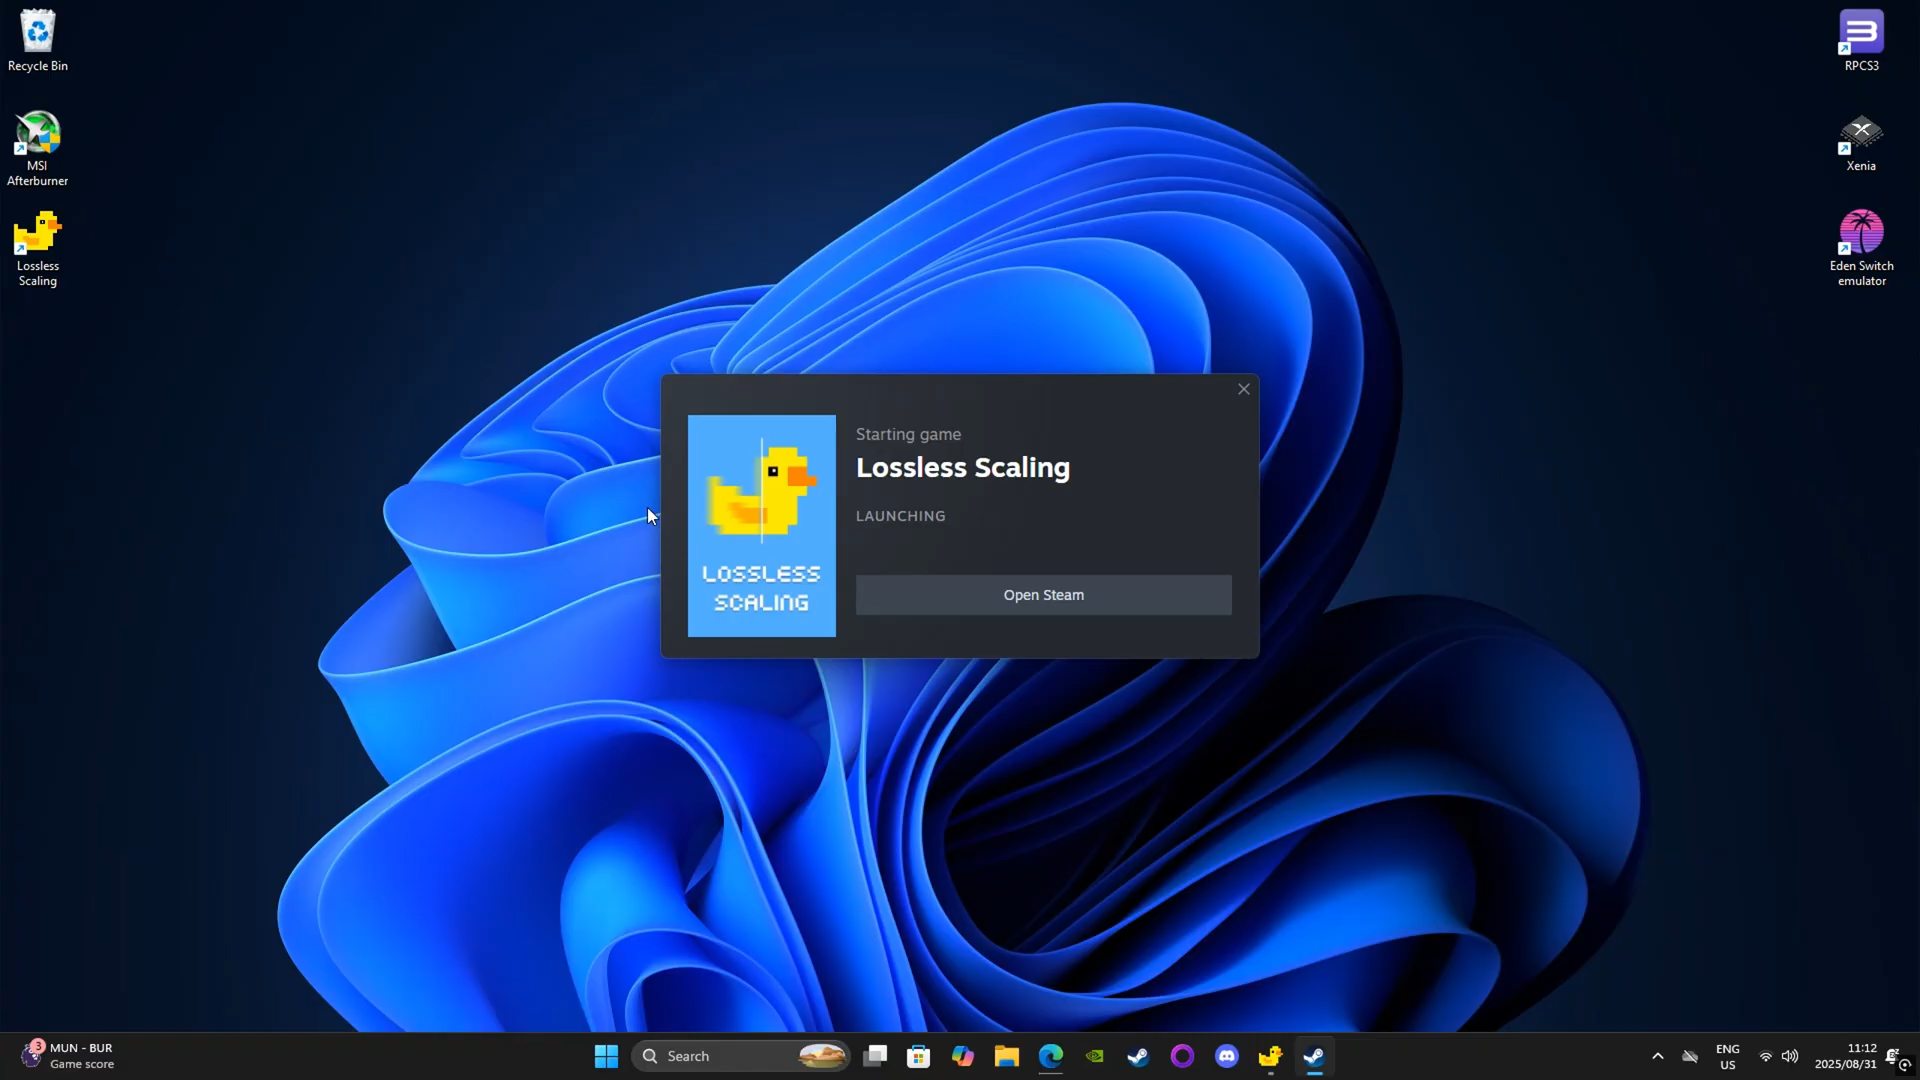 Recycle Bin
MSI
Afterburner
Lossless
Scaling
RPCS3
Xenia
Eden Switch
emulator
Starting game
Lossless Scaling
LAUNCHING
Open Steam
LOSSLESS
SCALING
3
MUN - BUR
Game score
Search
ENG
US
11:12
2025/08/31